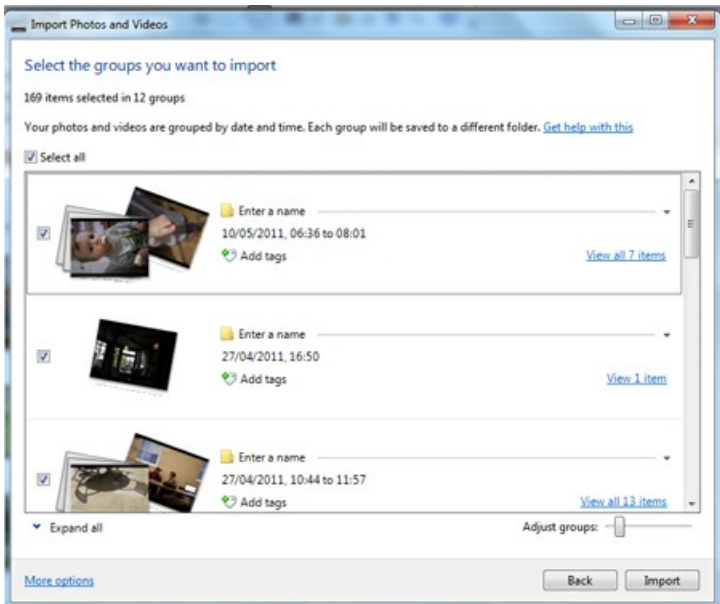 Import Photos and Videos
Select the groups you want to import
169 items selected in 12 groups
Your photos and videos are grouped by date and time. Each group will be saved to a different folder. Get help with this
Select all
Enter a name
10/05/2011, 06:36 to 08:01
Add tags View all 7 items
Enter a name
27/04/2011, 16:50
Add tags View 1 item
Enter a name
27/04/2011, 10:44 to 11:57
Add tags View all 13 items
Expand all Adjust groups:
More options Back Import